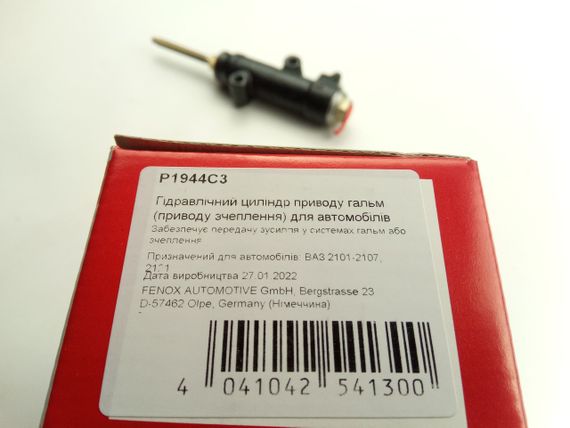 P1944C3
Гідравлічний циліндр приводу гальм
(приводу зчеплення) для автомобілів
Забезпечує передачу зусилля у системах гальм або
зчеплення
Призначений для автомобілів: ВАЗ 2101-2107,
2121
Дата виробництва 27.01.2022
FENOX AUTOMOTIVE GmbH, Bergstrasse 23
D-57462 Olpe, Germany (Німеччина)
4 041042 541300